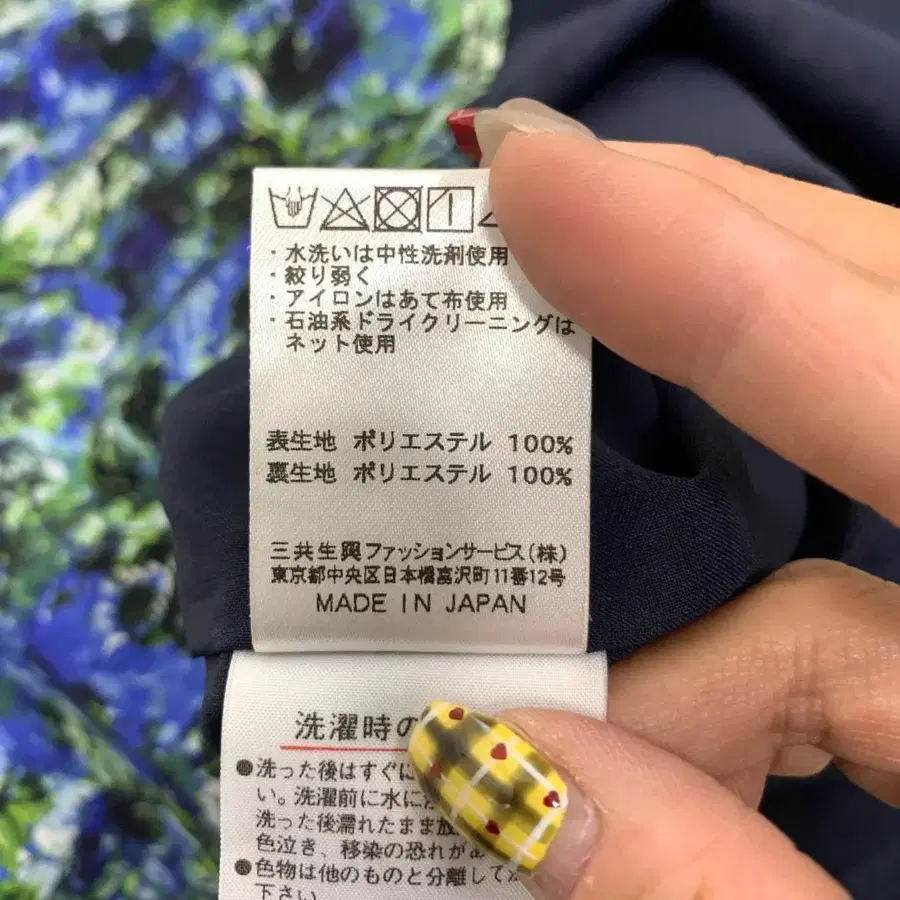 ・水洗いは中性洗剤使用
・絞り弱く
・アイロンはあて布使用
・石油系ドライクリーニングは
ネット使用
表生地 ポリエステル 100%
裏生地 ポリエステル 100%
三共生興ファッションサービス(株)
東京都中央区日本橋富沢町11番12号
MADE IN JAPAN
洗濯時の
●洗った後はすぐに
い。洗濯前に水に
洗った後濡れたまま放
色泣き、移染の恐れがあ
●色物は他のものと分離して
下さい